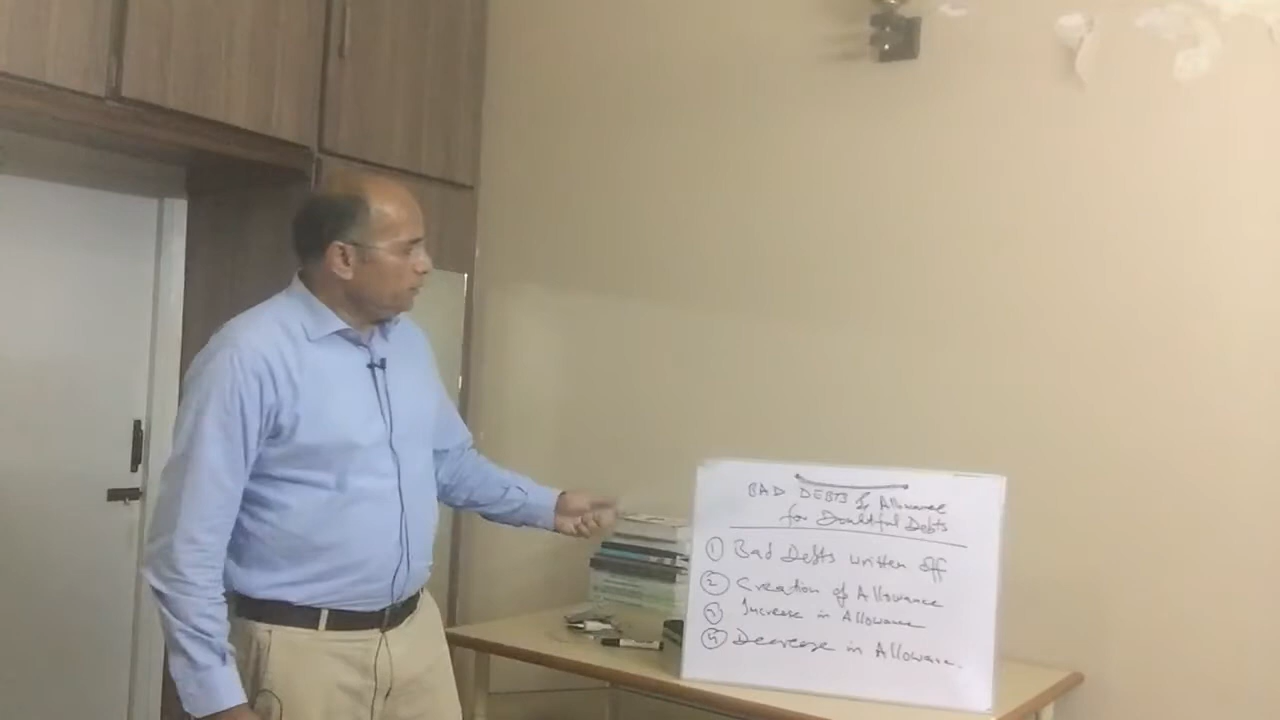 BAD DEBTS & Allowance
for Doubtful Debts
① Bad Debts written off
② Creation of Allowance
③ Increase in Allowance
④ Decrease in Allowance.